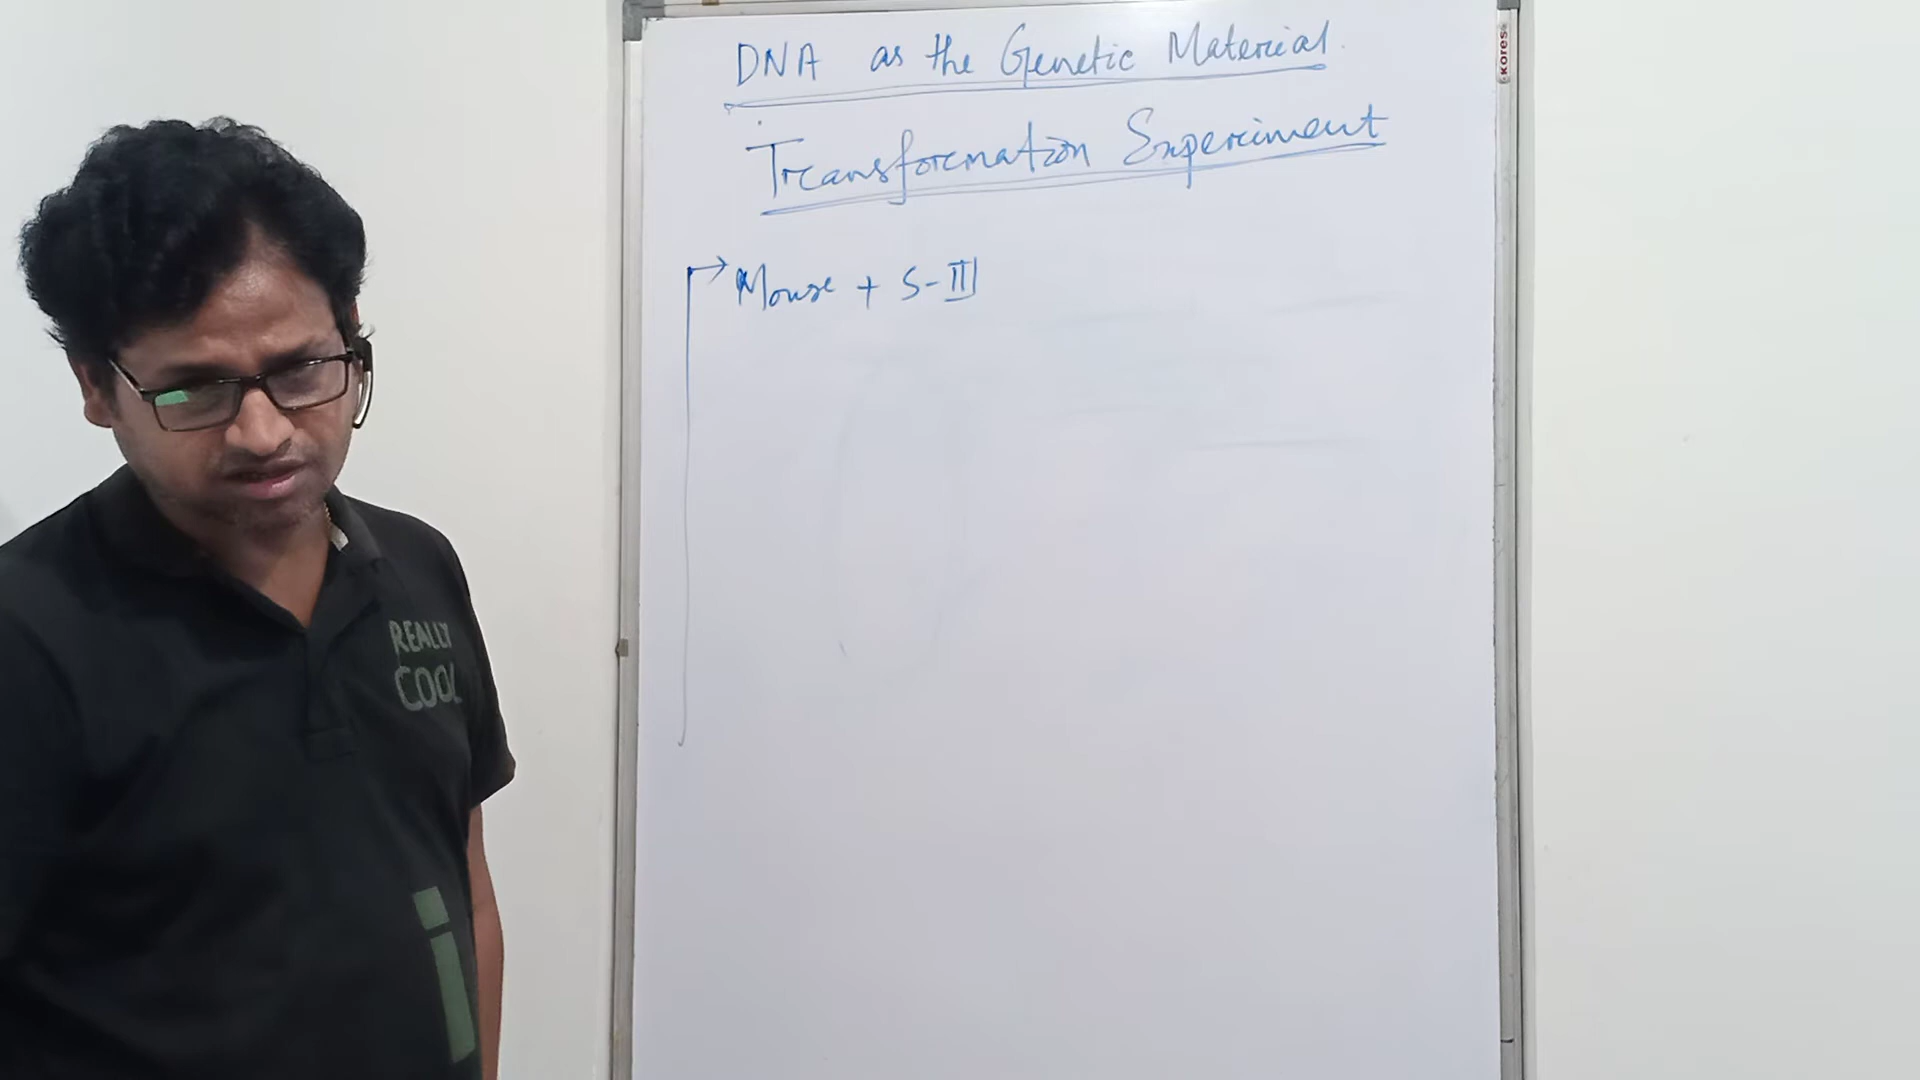 DNA as the Genetic Material.
Transformation Experiment
Mouse + S-III
REALLY
COOL
i
kores